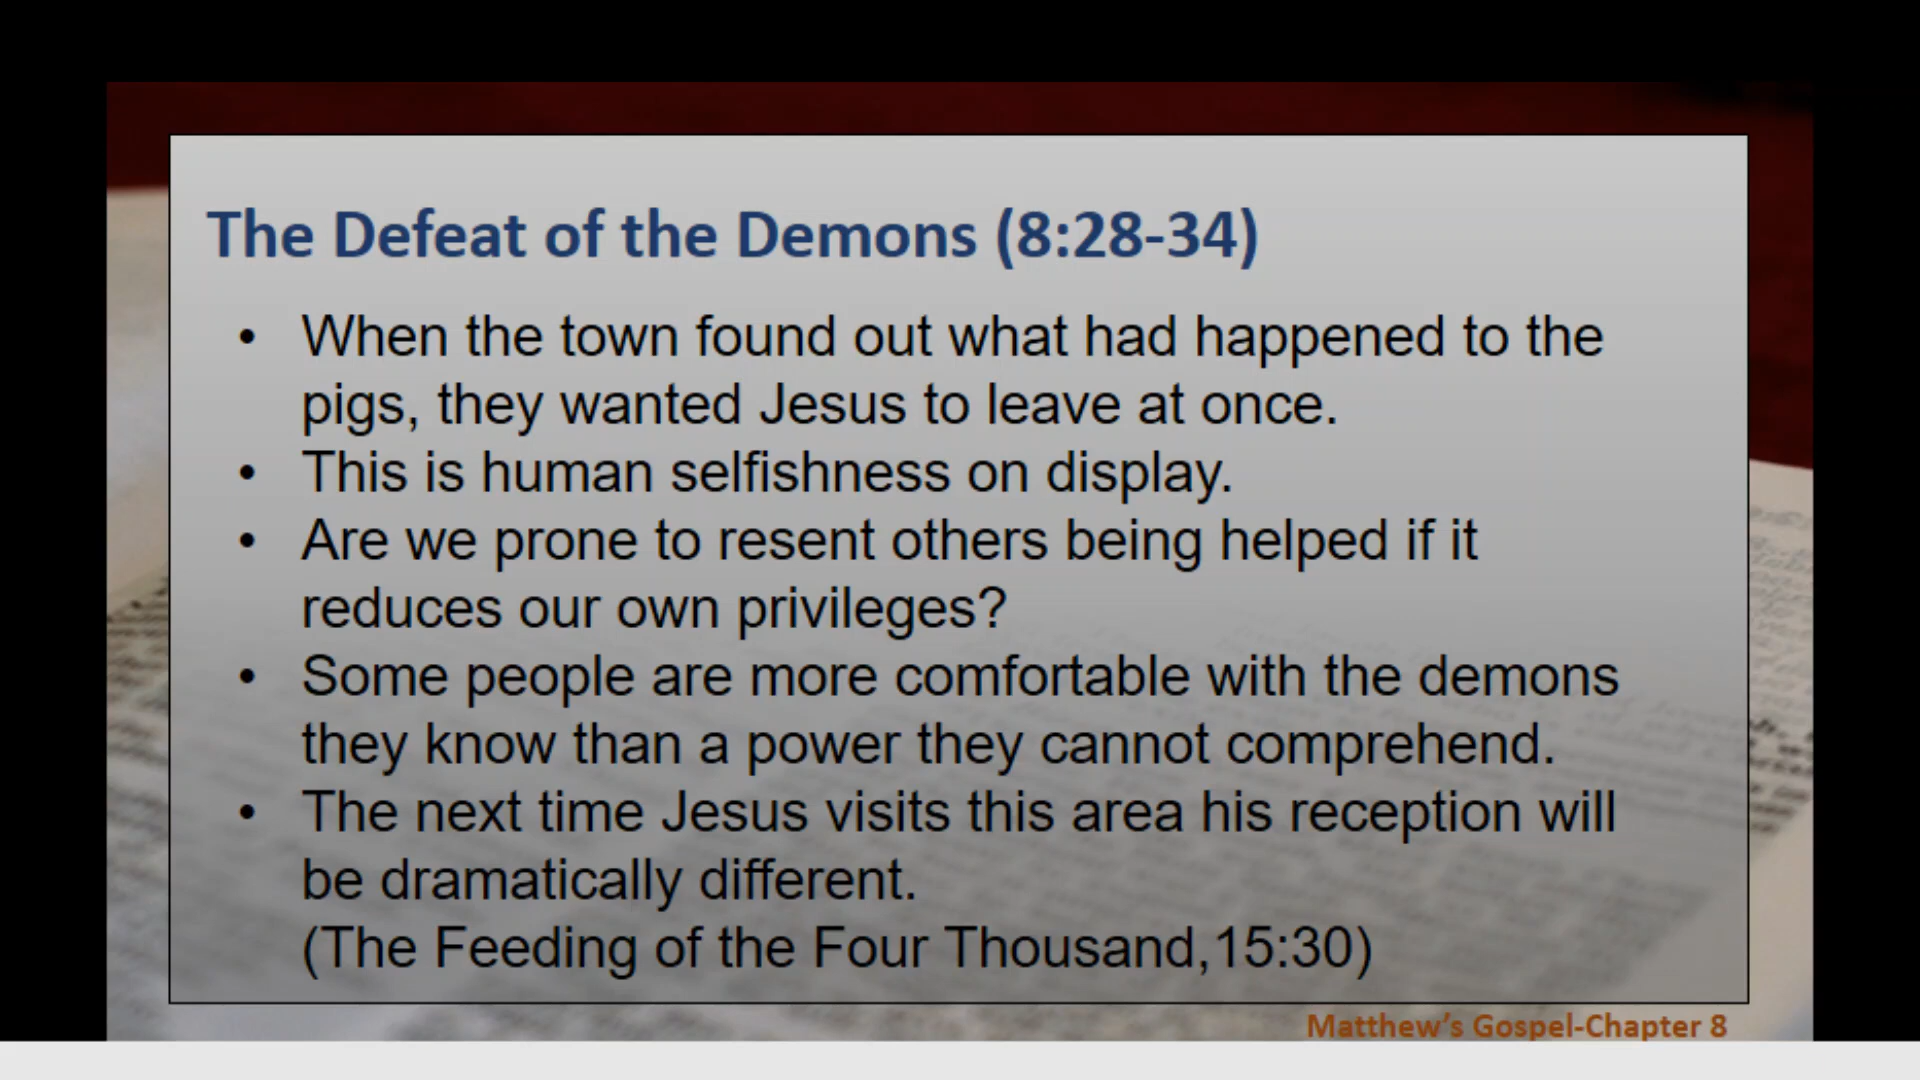 The Defeat of the Demons (8:28-34)
• When the town found out what had happened to the
pigs, they wanted Jesus to leave at once.
• This is human selfishness on display.
• Are we prone to resent others being helped if it
reduces our own privileges?
• Some people are more comfortable with the demons
they know than a power they cannot comprehend.
• The next time Jesus visits this area his reception will
be dramatically different.
(The Feeding of the Four Thousand,15:30)
Matthew’s Gospel-Chapter 8